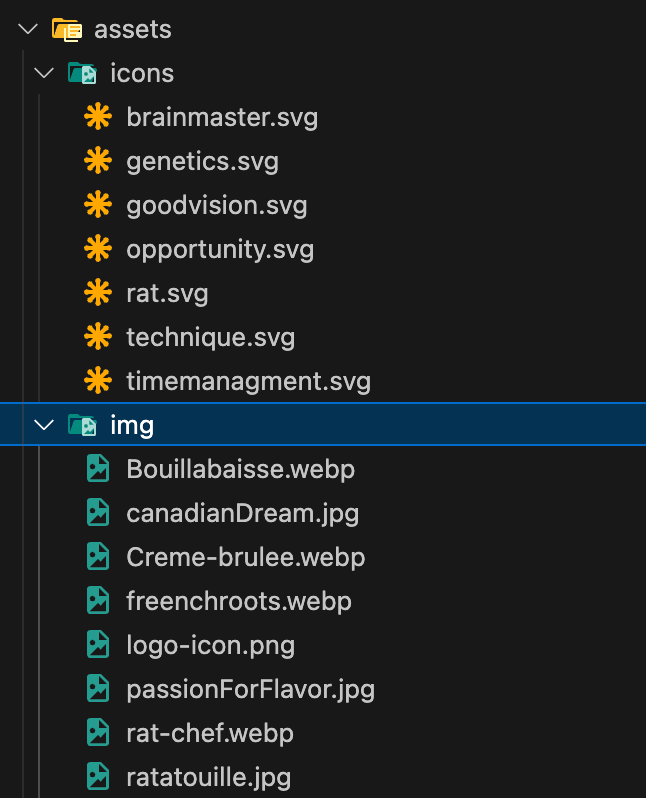 assets
icons
brainmaster.svg
genetics.svg
goodvision.svg
opportunity.svg
rat.svg
technique.svg
timemanagment.svg
img
Bouillabaisse.webp
canadianDream.jpg
Creme-brulee.webp
freenchroots.webp
logo-icon.png
passionForFlavor.jpg
rat-chef.webp
ratatouille.jpg